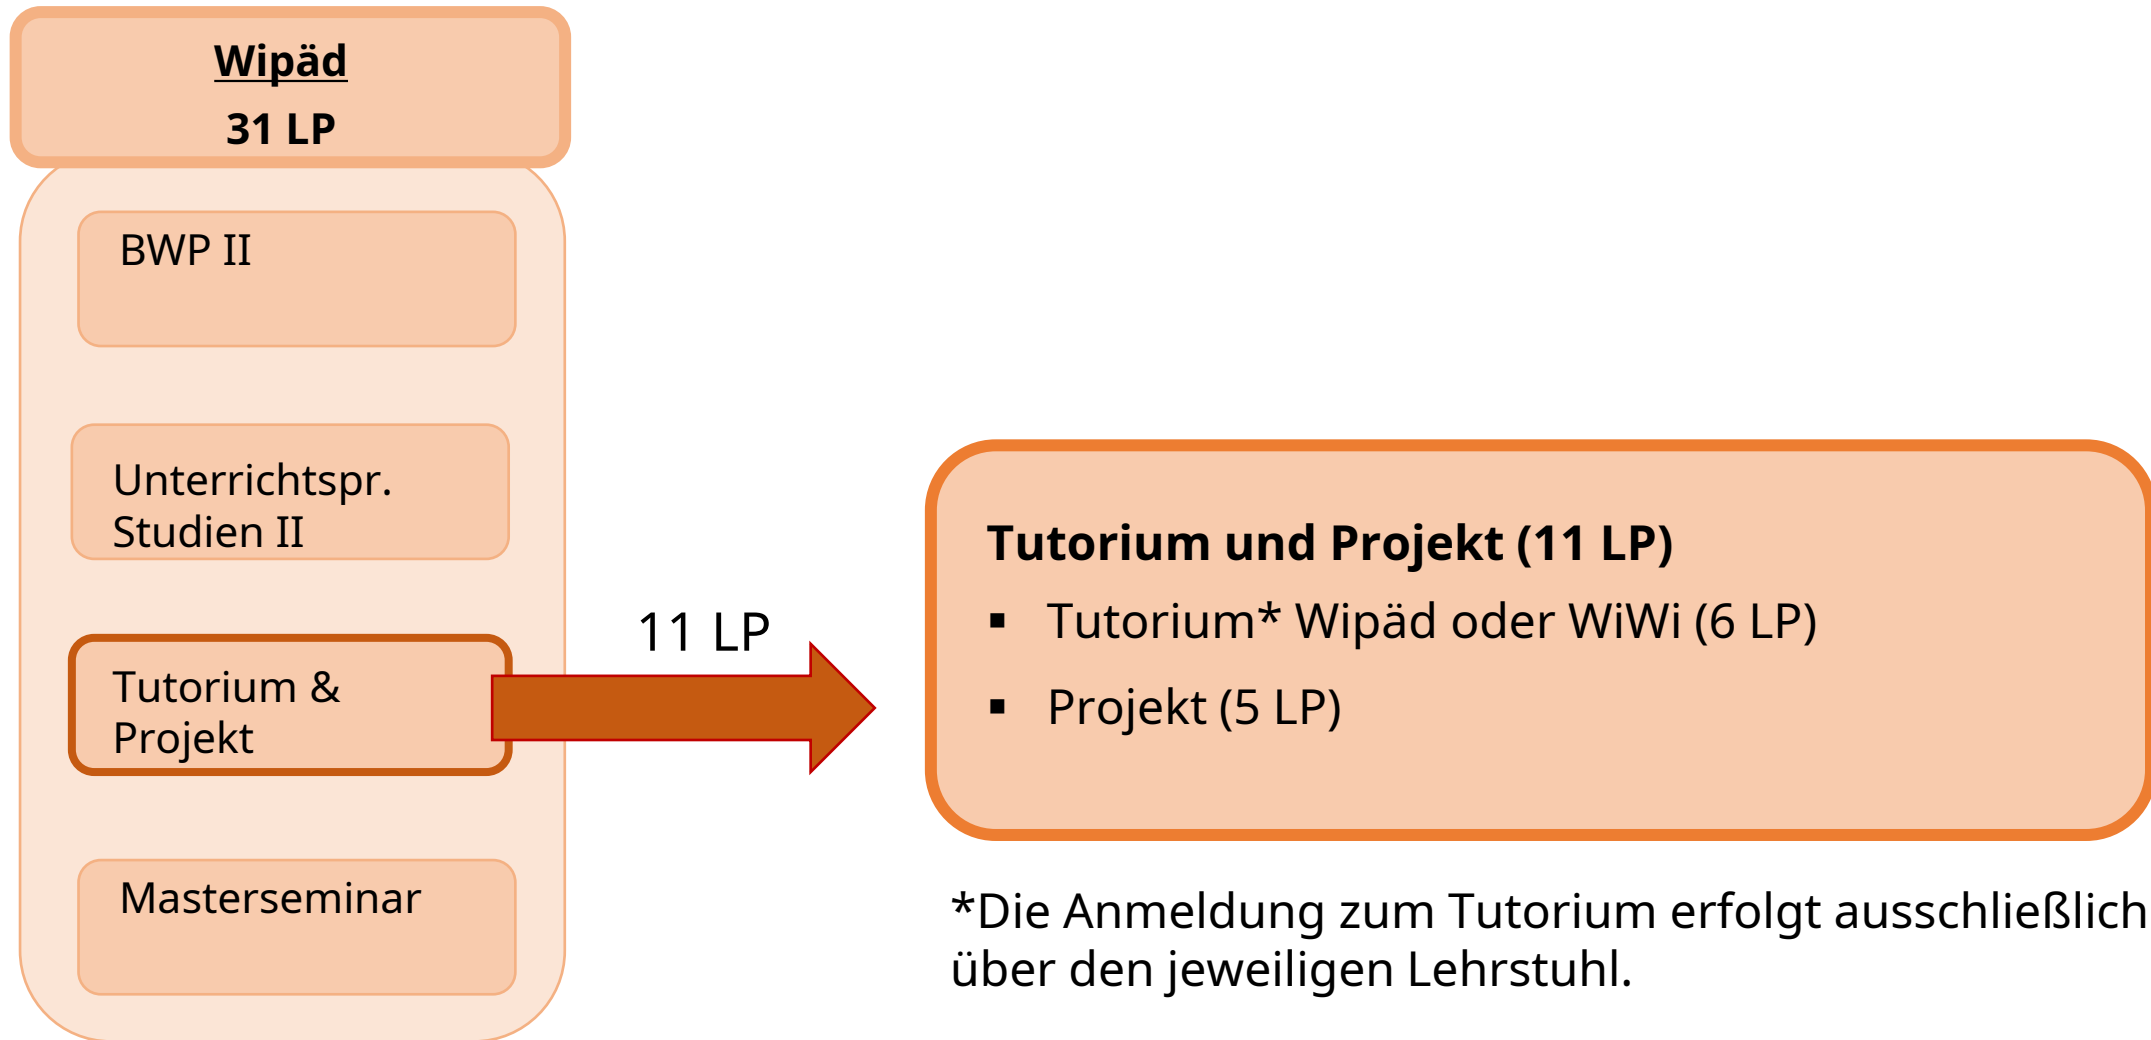 Wipäd
31 LP
BWP II
Unterrichtspr.
Studien II
Tutorium &
Projekt
Masterseminar
11 LP
Tutorium und Projekt (11 LP)
▪ Tutorium* Wipäd oder WiWi (6 LP)
▪ Projekt (5 LP)
*Die Anmeldung zum Tutorium erfolgt ausschließlich
über den jeweiligen Lehrstuhl.